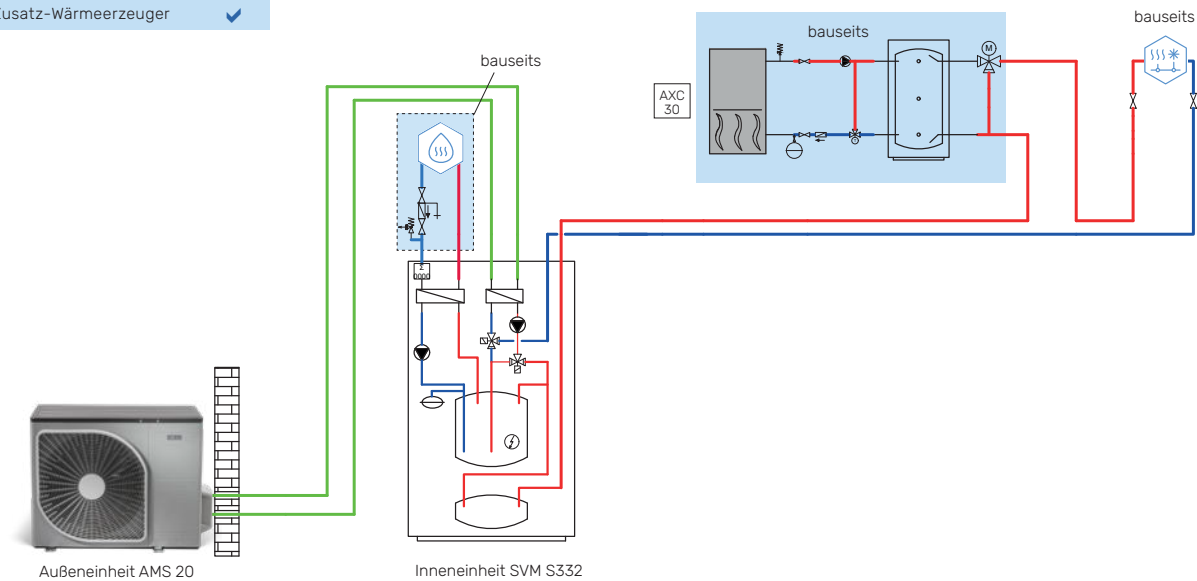 Zusatz-Wärmeerzeuger
bauseits
bauseits
bauseits
M
AXC
30
Außeneinheit AMS 20
Inneneinheit SVM S332